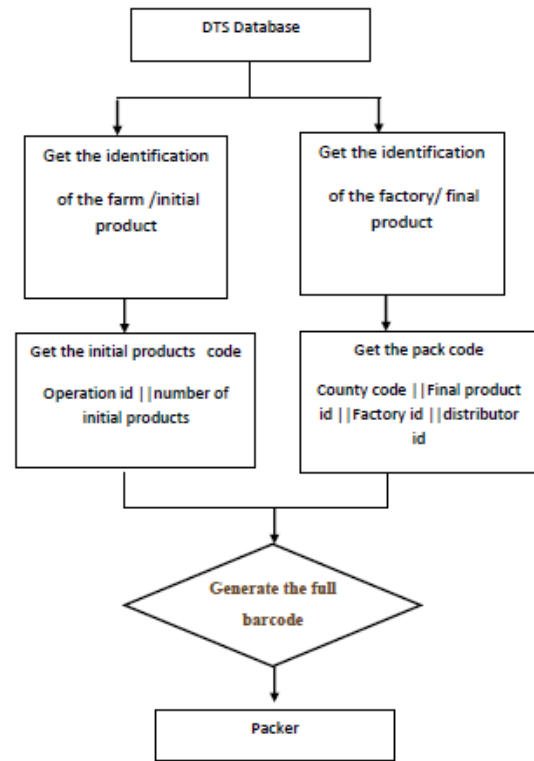 DTS Database
Get the identification
of the farm /initial
product
Get the identification
of the factory/ final
product
Get the initial products code
Operation id ||number of
initial products
Get the pack code
County code ||Final product
id ||Factory id ||distributor
id
Generate the full
barcode
Packer